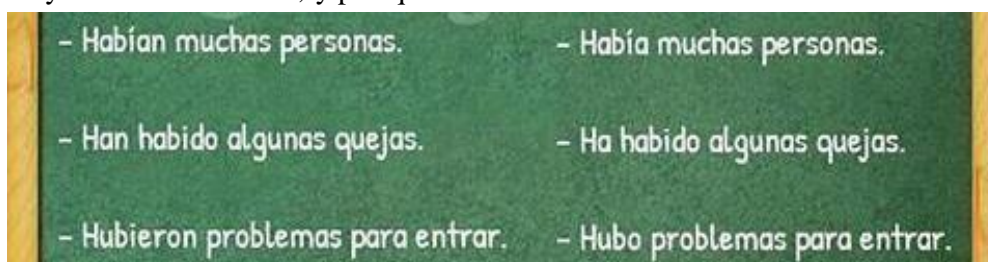 – Habían muchas personas.
– Había muchas personas.
– Han habido algunas quejas.
– Ha habido algunas quejas.
– Hubieron problemas para entrar.
– Hubo problemas para entrar.